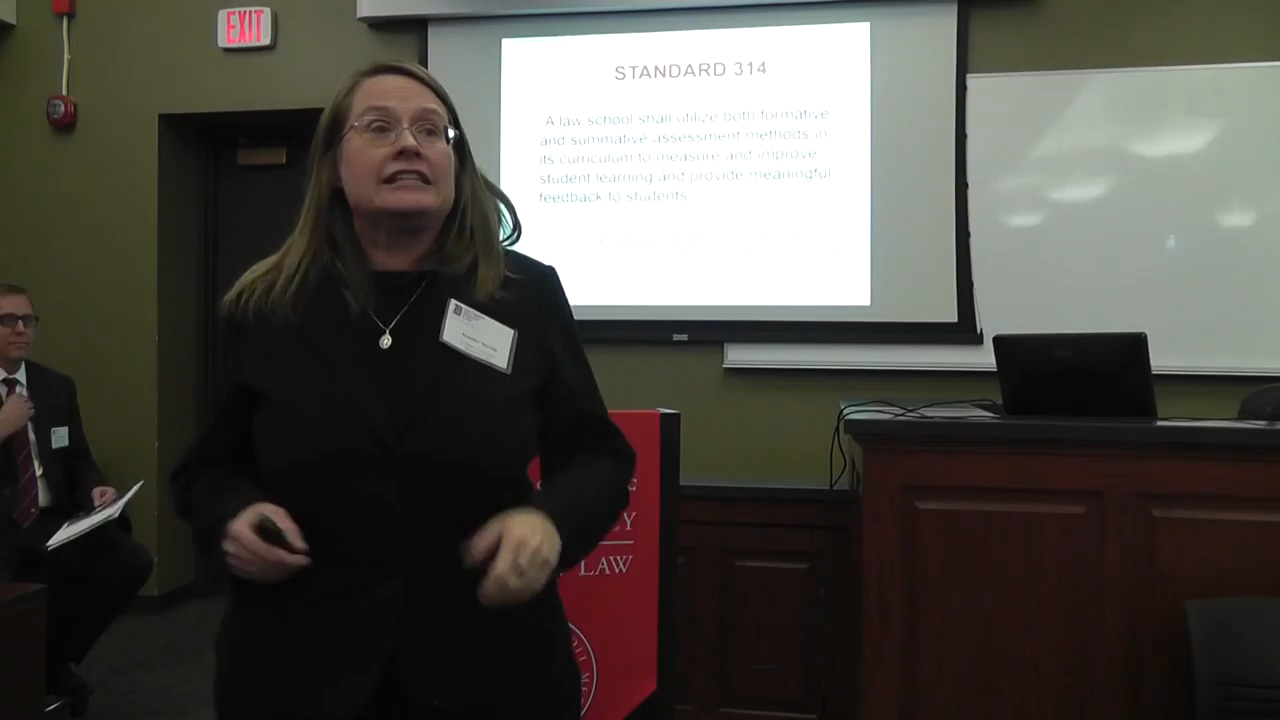 EXIT
STANDARD 314
A law school shall utilize both formative
and summative assessment methods in
its curriculum to measure and improve
student learning and provide meaningful
feedback to students.
LAW